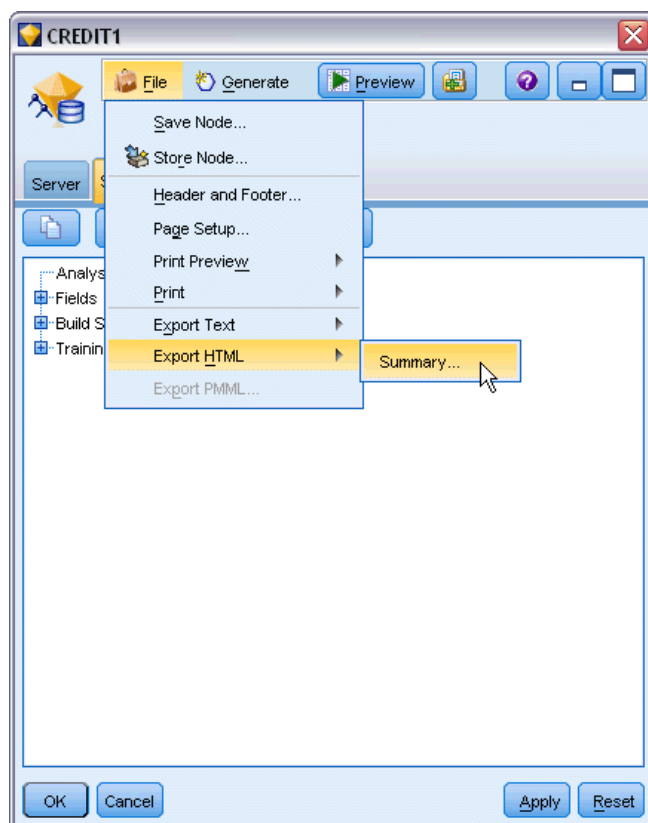 CREDIT1
File Generate Preview
Save Node...
Store Node...
Server
Header and Footer...
Page Setup...
Print Preview
Analys
Fields
Print
Build S
Export Text
Trainin
Export HTML
Summary...
Export PMML...
OK Cancel Apply Reset